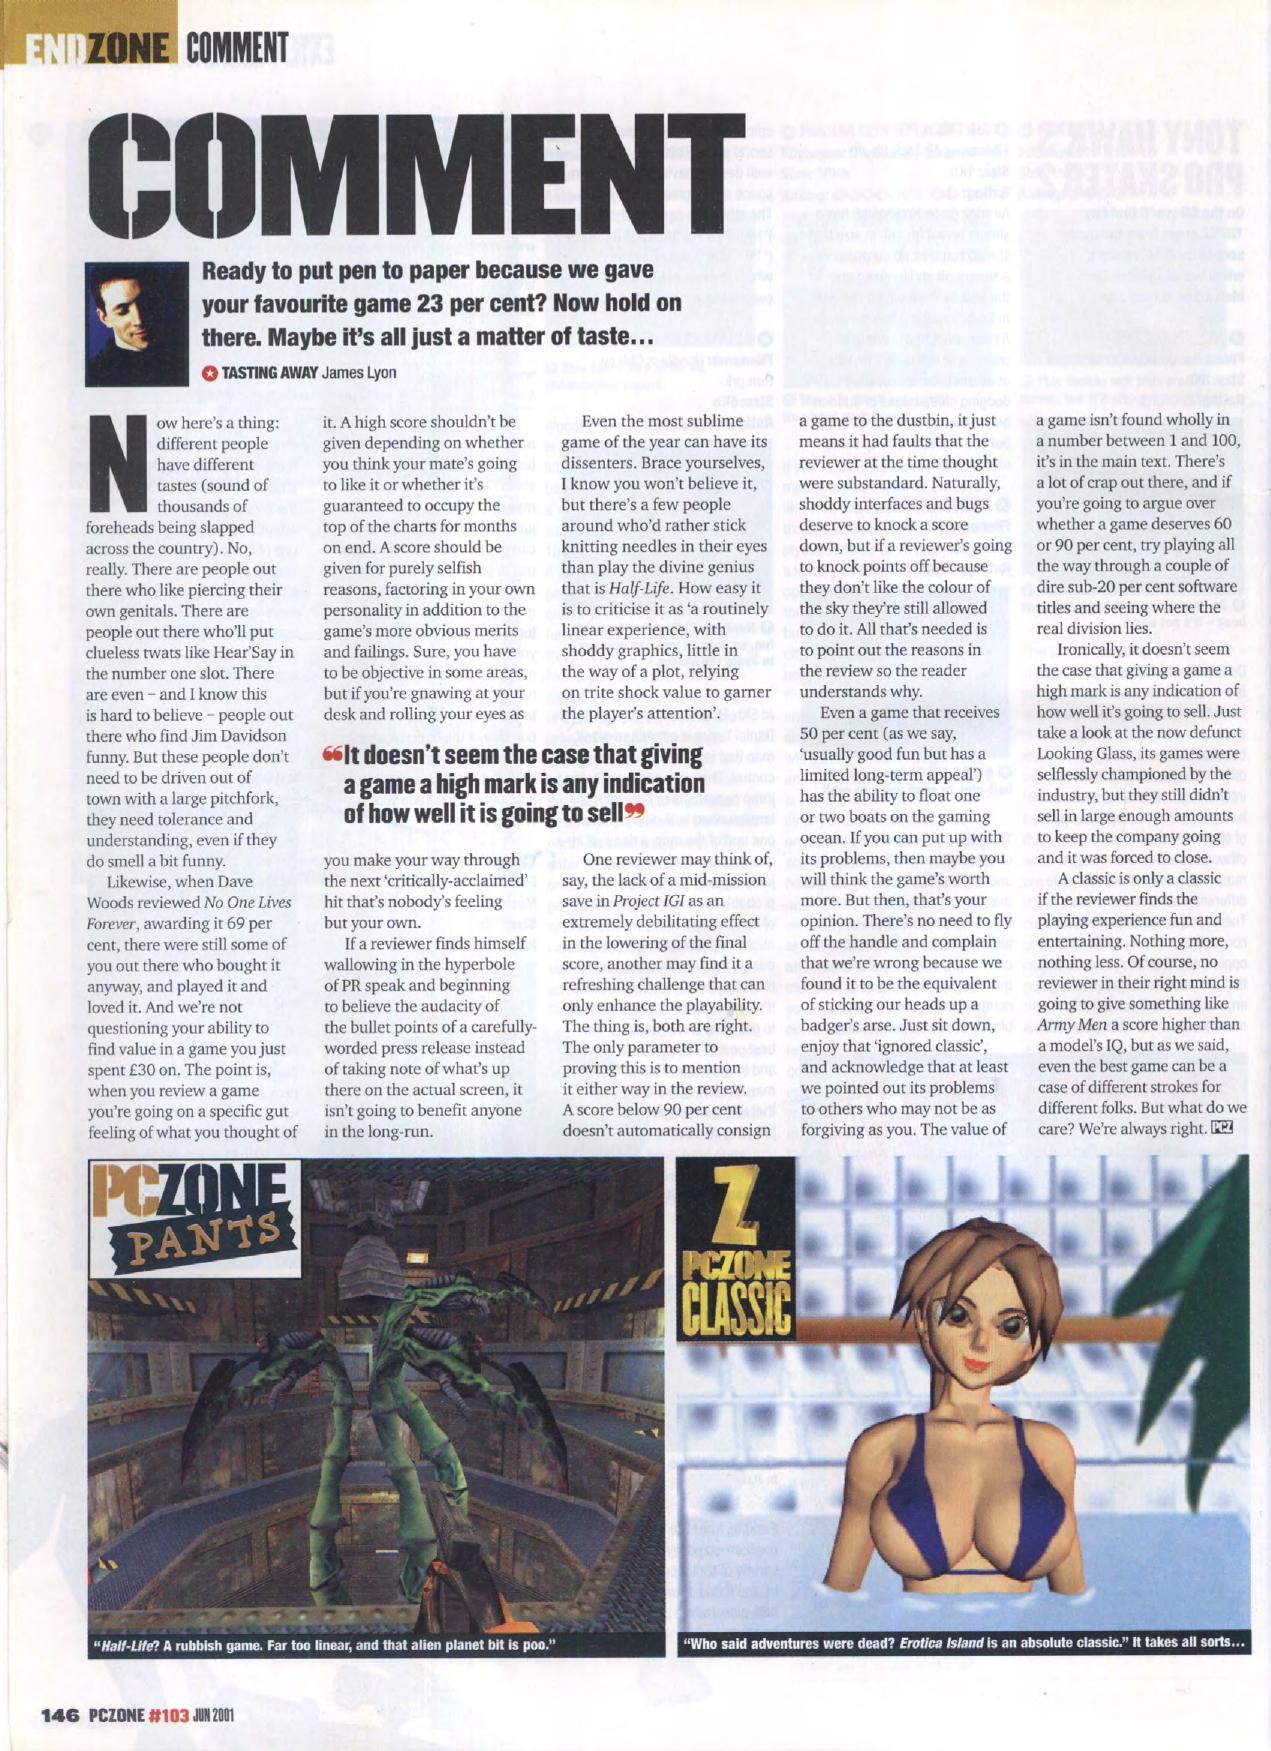 ENDZONE COMMENT
COMMENT
Ready to put pen to paper because we gave
your favourite game 23 per cent? Now hold on
there. Maybe it's all just a matter of taste...
TASTING AWAY James Lyon
Now here's a thing:
different people
have different
tastes (sound of
thousands of
foreheads being slapped
across the country). No,
really. There are people out
there who like piercing their
own genitals. There are
people out there who'll put
clueless twats like Hear'Say in
the number one slot. There
are even – and I know this
is hard to believe – people out
there who find Jim Davidson
funny. But these people don't
need to be driven out of
town with a large pitchfork,
they need tolerance and
understanding, even if they
do smell a bit funny.
Likewise, when Dave
Woods reviewed No One Lives
Forever, awarding it 69 per
cent, there were still some of
you out there who bought it
anyway, and played it and
loved it. And we're not
questioning your ability to
find value in a game you just
spent £30 on. The point is,
when you review a game
you're going on a specific gut
feeling of what you thought of
it. A high score shouldn't be
given depending on whether
you think your mate's going
to like it or whether it's
guaranteed to occupy the
top of the charts for months
on end. A score should be
given for purely selfish
reasons, factoring in your own
personality in addition to the
game's more obvious merits
and failings. Sure, you have
to be objective in some areas,
but if you're gnawing at your
desk and rolling your eyes as
“It doesn't seem the case that giving
a game a high mark is any indication
of how well it is going to sell”
you make your way through
the next 'critically-acclaimed'
hit that's nobody's feeling
but your own.
If a reviewer finds himself
wallowing in the hyperbole
of PR speak and beginning
to believe the audacity of
the bullet points of a carefully-
worded press release instead
of taking note of what's up
there on the actual screen, it
isn't going to benefit anyone
in the long-run.
Even the most sublime
game of the year can have its
dissenters. Brace yourselves,
I know you won't believe it,
but there's a few people
around who'd rather stick
knitting needles in their eyes
than play the divine genius
that is Half-Life. How easy it
is to criticise it as 'a routinely
linear experience, with
shoddy graphics, little in
the way of a plot, relying
on trite shock value to garner
the player's attention'.
One reviewer may think of,
say, the lack of a mid-mission
save in Project IGI as an
extremely debilitating effect
in the lowering of the final
score, another may find it a
refreshing challenge that can
only enhance the playability.
The thing is, both are right.
The only parameter to
proving this is to mention
it either way in the review.
A score below 90 per cent
doesn't automatically consign
a game to the dustbin, it just
means it had faults that the
reviewer at the time thought
were substandard. Naturally,
shoddy interfaces and bugs
deserve to knock a score
down, but if a reviewer's going
to knock points off because
they don't like the colour of
the sky they're still allowed
to do it. All that's needed is
to point out the reasons in
the review so the reader
understands why.
Even a game that receives
50 per cent (as we say,
'usually good fun but has a
limited long-term appeal')
has the ability to float one
or two boats on the gaming
ocean. If you can put up with
its problems, then maybe you
will think the game's worth
more. But then, that's your
opinion. There's no need to fly
off the handle and complain
that we're wrong because we
found it to be the equivalent
of sticking our heads up a
badger's arse. Just sit down,
enjoy that 'ignored classic',
and acknowledge that at least
we pointed out its problems
to others who may not be as
forgiving as you. The value of
a game isn't found wholly in
a number between 1 and 100,
it's in the main text. There's
a lot of crap out there, and if
you're going to argue over
whether a game deserves 60
or 90 per cent, try playing all
the way through a couple of
dire sub-20 per cent software
titles and seeing where the
real division lies.
Ironically, it doesn't seem
the case that giving a game a
high mark is any indication of
how well it's going to sell. Just
take a look at the now defunct
Looking Glass, its games were
selflessly championed by the
industry, but they still didn't
sell in large enough amounts
to keep the company going
and it was forced to close.
A classic is only a classic
if the reviewer finds the
playing experience fun and
entertaining. Nothing more,
nothing less. Of course, no
reviewer in their right mind is
going to give something like
Army Men a score higher than
a model's IQ, but as we said,
even the best game can be a
case of different strokes for
different folks. But what do we
care? We're always right. PCZ
PCZONE
PANTS
Z
PCZONE
CLASSIC
"Half-Life? A rubbish game. Far too linear, and that alien planet bit is poo."
"Who said adventures were dead? Erotica Island is an absolute classic." It takes all sorts...
146 PCZONE #103 JUN 2001